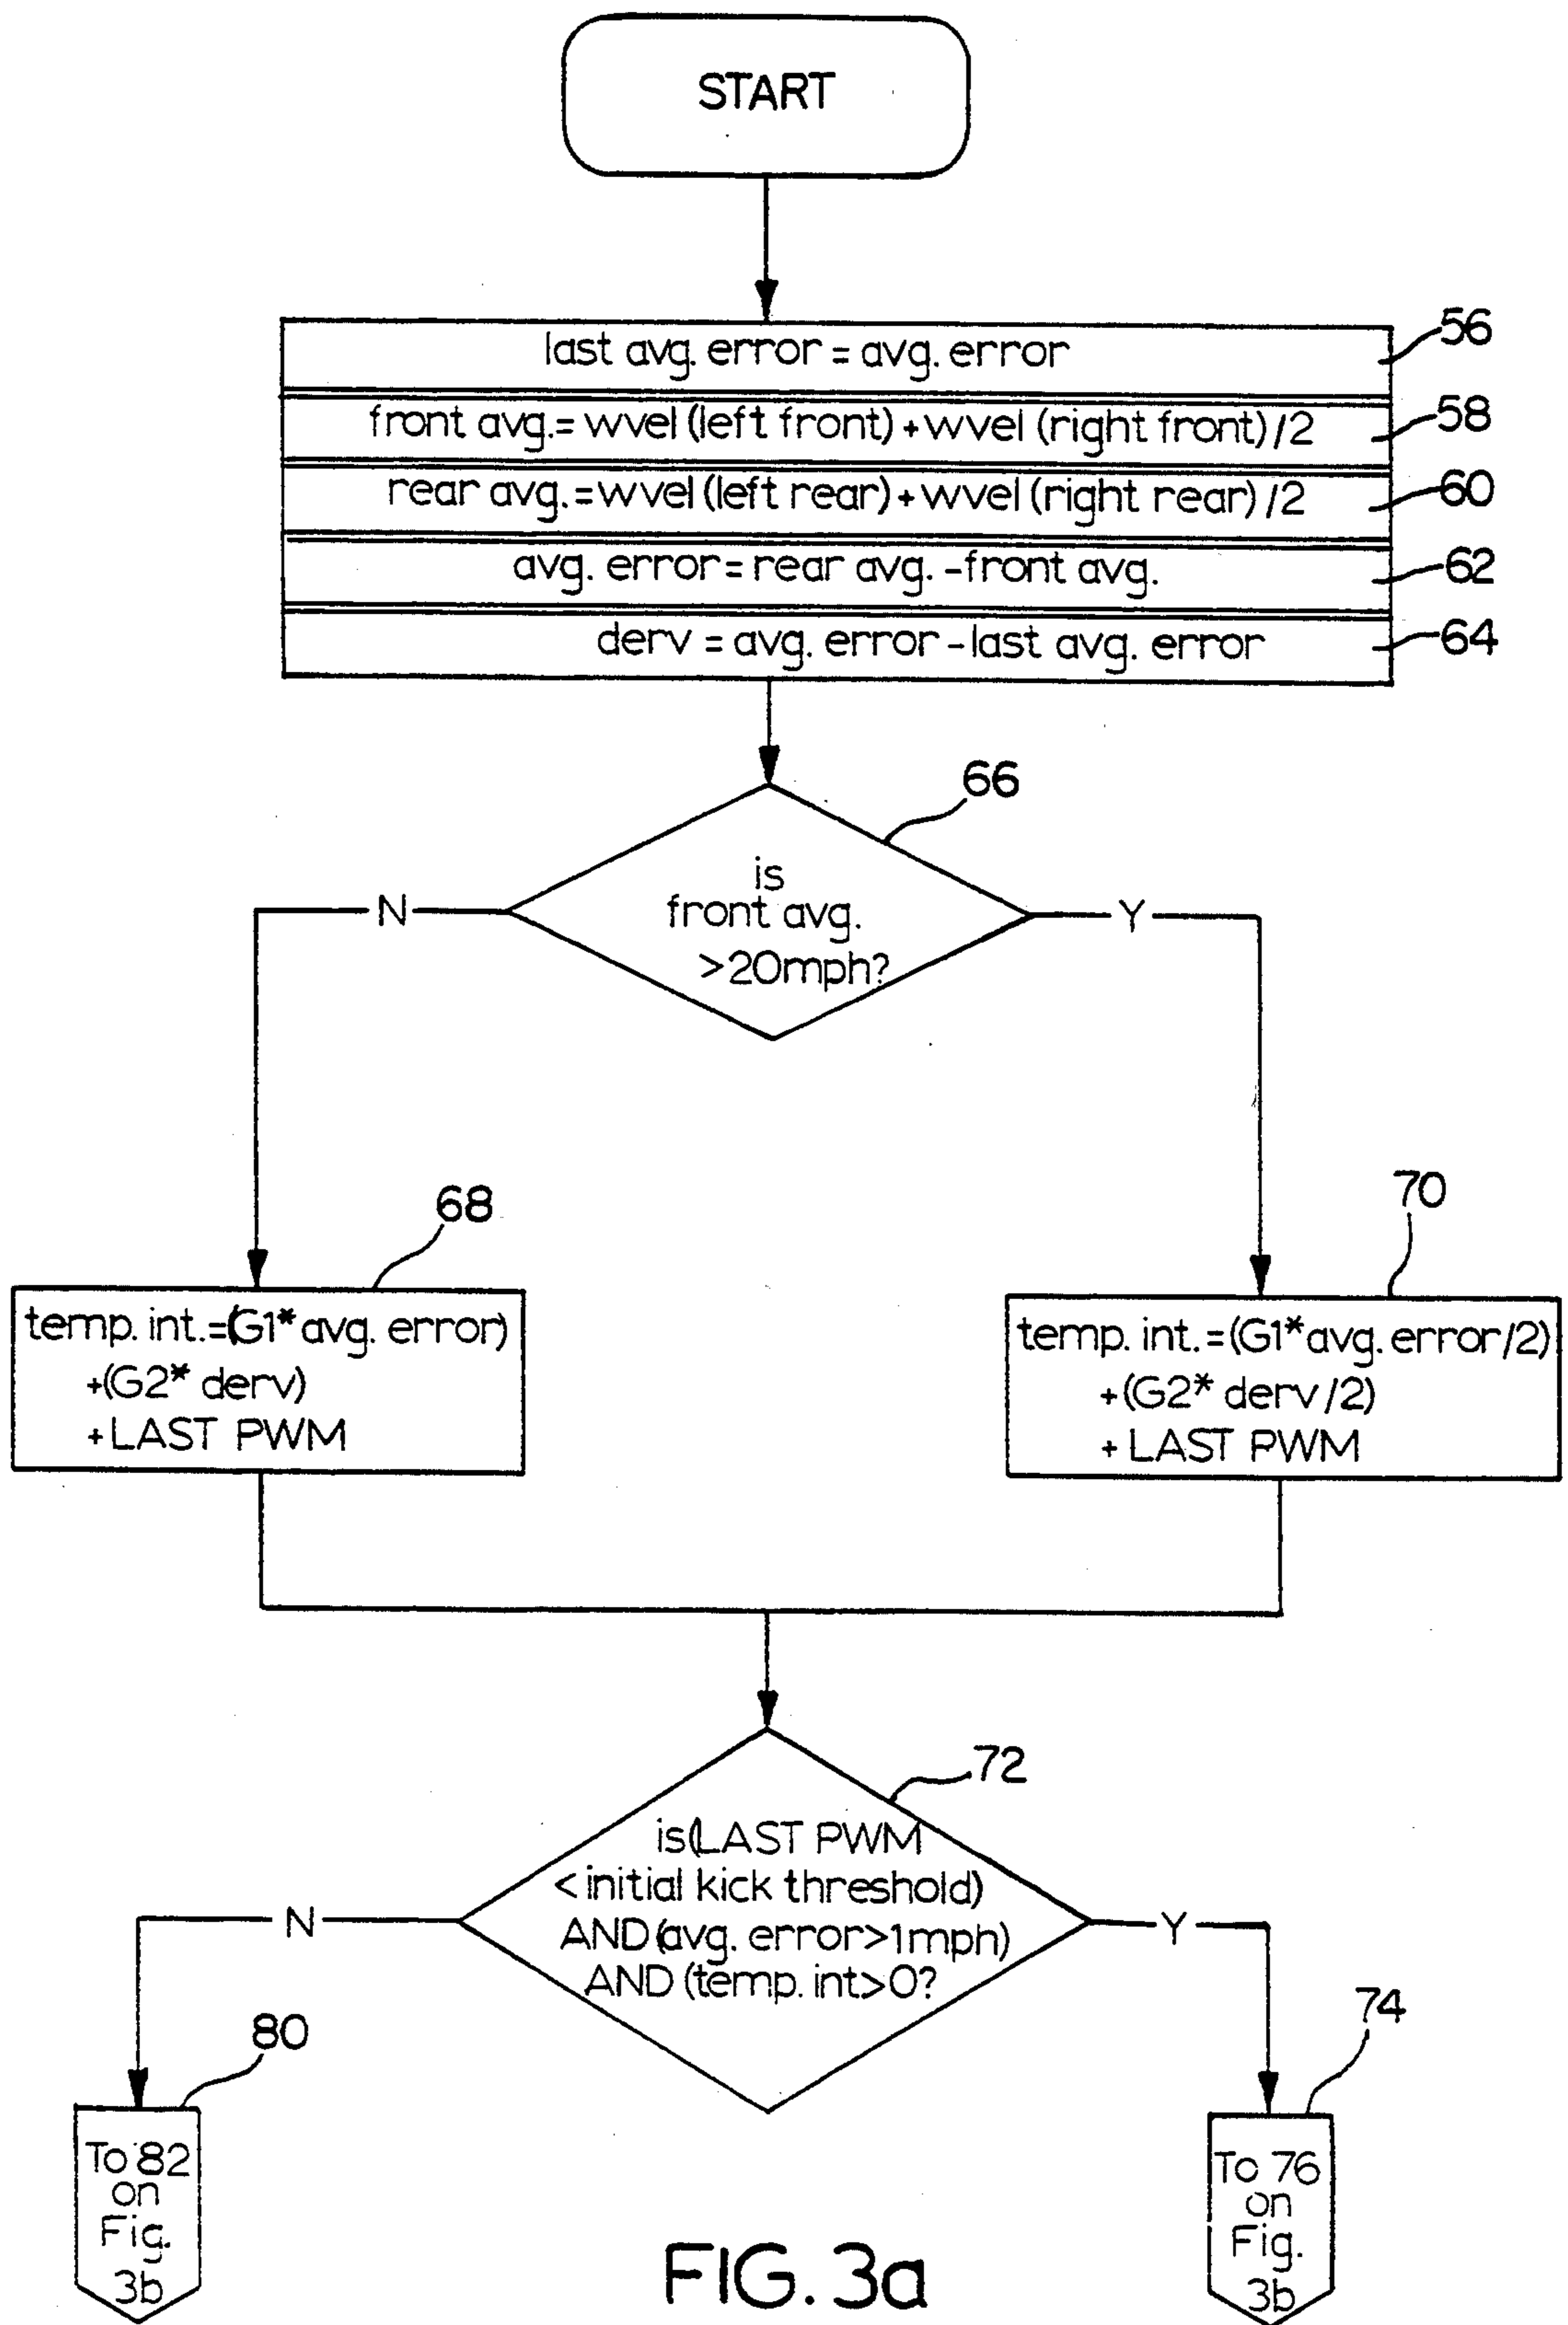 START
last avg. error = avg. error
56
front avg.= wvel (left front) + wvel (right front) /2
58
rear avg. = wvel (left rear) + wvel (right rear) /2
60
avg. error = rear avg. - front avg.
62
derv = avg. error - last avg. error
64
66
is
front avg.
>20mph?
N
Y
68
temp. int.=(G1* avg. error)
+(G2* derv)
+LAST PWM
70
temp. int.=(G1*avg. error/2)
+(G2* derv/2)
+ LAST PWM
72
is(LAST PWM
< initial kick threshold)
AND (avg. error>1mph)
AND (temp. int>0?
N
Y
80
To 82
on
Fig.
3b
74
To 76
on
Fig.
3b
FIG. 3a